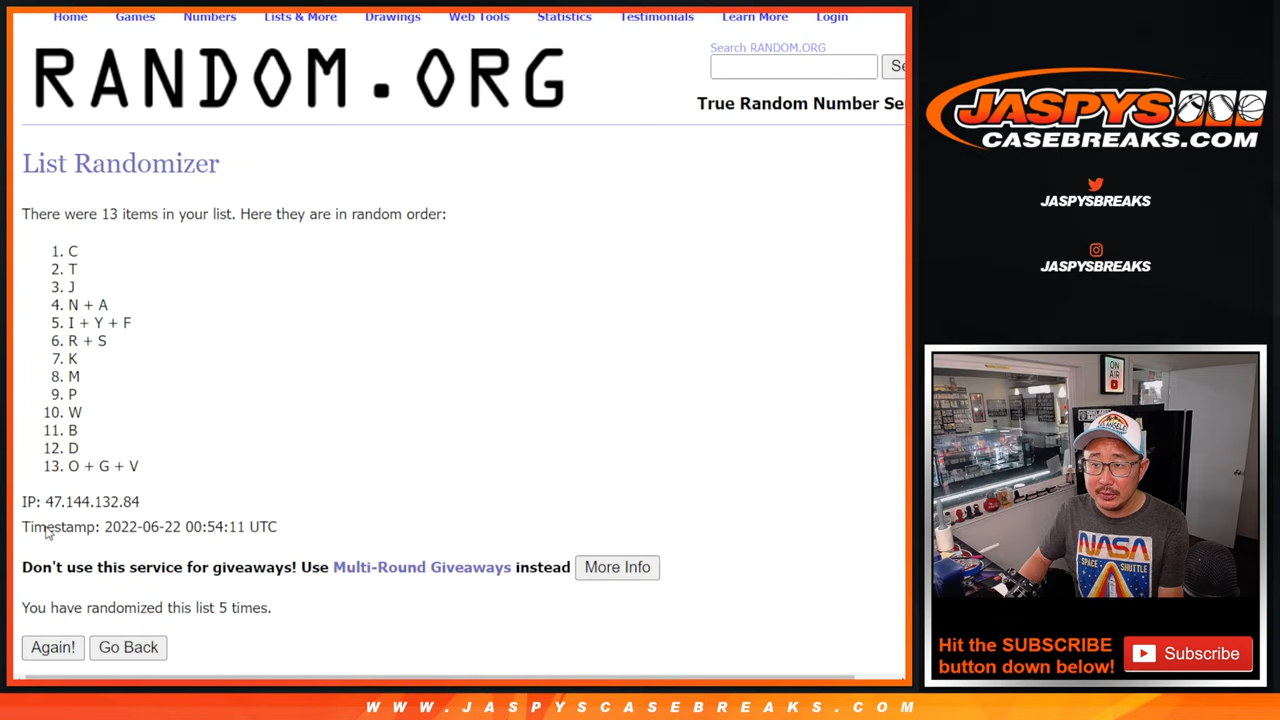 Home Games Numbers Lists & More Drawings Web Tools Statistics Testimonials Learn More Login
RANDOM.ORG
Search RANDOM.ORG
Se
True Random Number Se
List Randomizer
There were 13 items in your list. Here they are in random order:
1. C
2. T
3. J
4. N + A
5. I + Y + F
6. R + S
7. K
8. M
9. P
10. W
11. B
12. D
13. O + G + V
IP: 47.144.132.84
Timestamp: 2022-06-22 00:54:11 UTC
Don't use this service for giveaways! Use Multi-Round Giveaways instead More Info
You have randomized this list 5 times.
Again! Go Back
JASPYS
CASEBREAKS.COM
JASPYSBREAKS
JASPYSBREAKS
ON
AIR
NASA
SPACE SHUTTLE
Hit the SUBSCRIBE
button down below!
Subscribe
WWW.JASPYSCASEBREAKS.COM